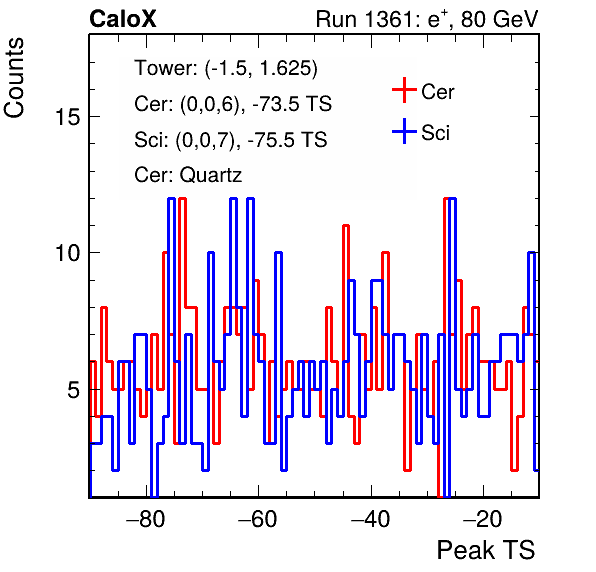 CaloX Run 1361: e⁺, 80 GeV
Counts
Tower: (-1.5, 1.625)
Cer: (0,0,6), -73.5 TS
Sci: (0,0,7), -75.5 TS
Cer: Quartz
Cer
Sci
15
10
5
−80 −60 −40 −20
Peak TS